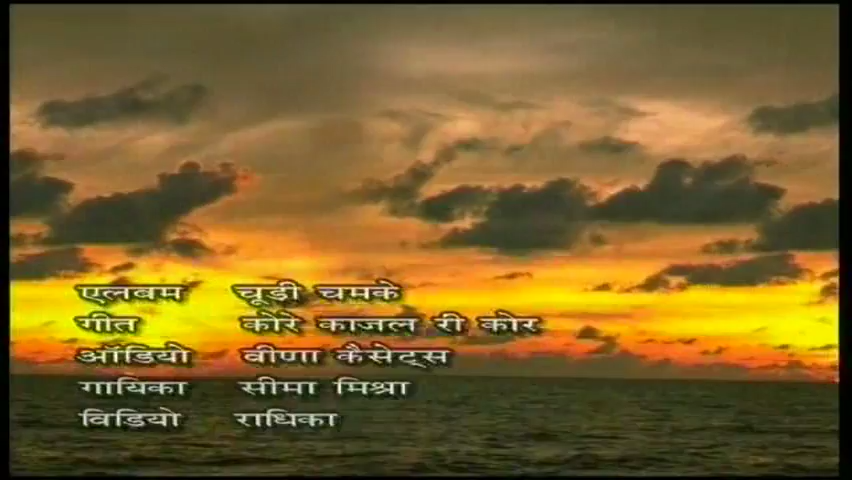 एलबम चूड़ी चमके
गीत कोरे काजल री कोर
ऑडियो वीणा कैसेट्स
गायिका सीमा मिश्रा
विडियो राधिका